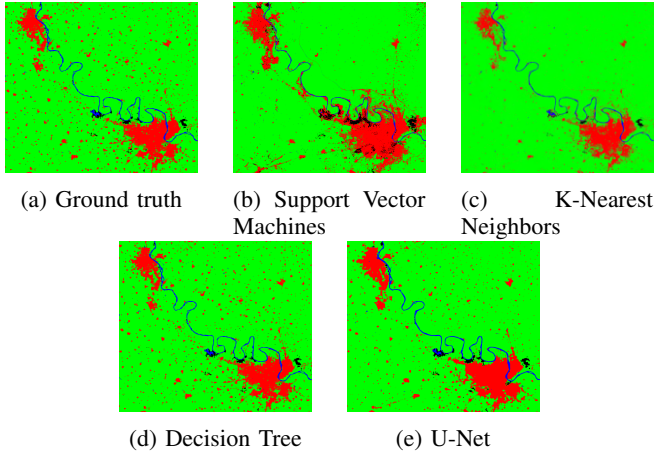 (a) Ground truth
(b) Support Vector
Machines
(c) K-Nearest
Neighbors
(d) Decision Tree
(e) U-Net